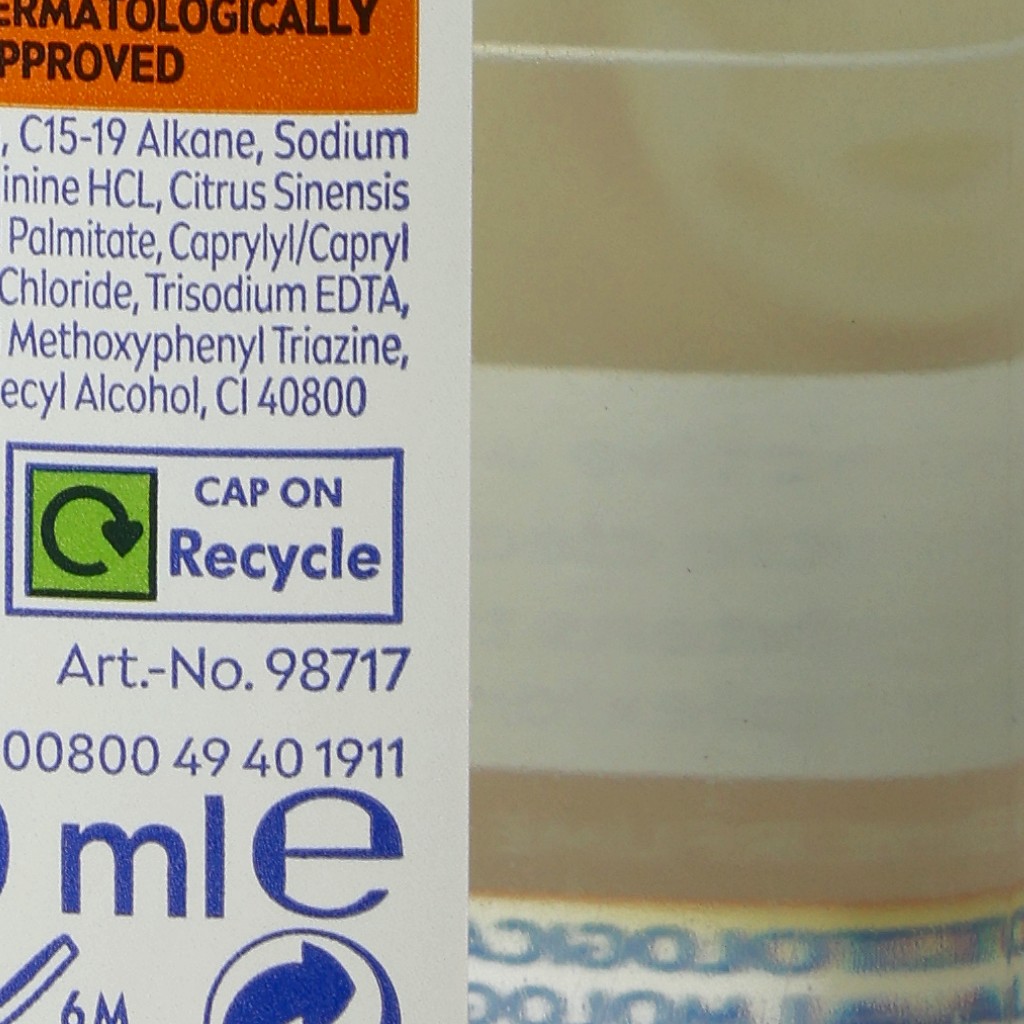 ERMATOLOGICALLY
PPROVED
, C15-19 Alkane, Sodium
inine HCL, Citrus Sinensis
Palmitate, Caprylyl/Capryl
Chloride, Trisodium EDTA,
Methoxyphenyl Triazine,
ecyl Alcohol, CI 40800
CAP ON
Recycle
Art.-No. 98717
00800 49 40 1911
ml e
6M